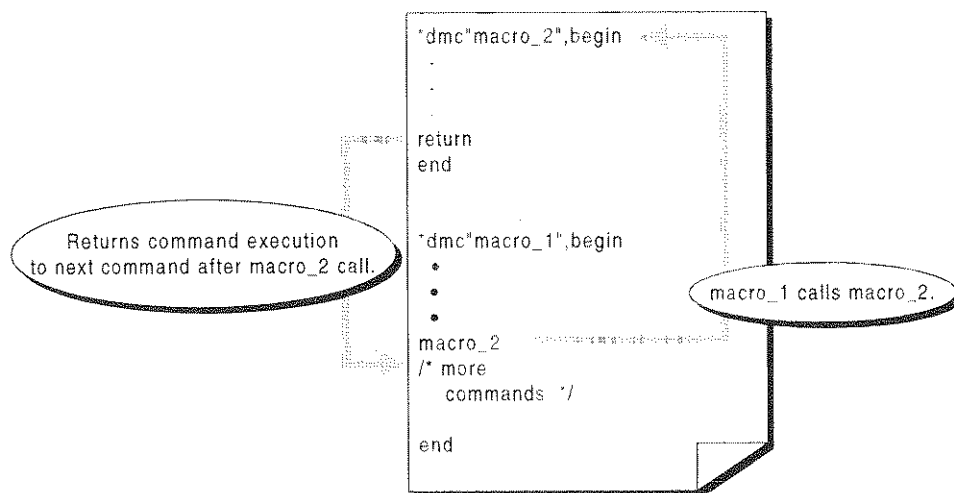 *dmc"macro_2",begin
.
.
.
return
end
Returns command execution
to next command after macro_2 call.
*dmc"macro_1",begin
•
•
•
macro_1 calls macro_2.
macro_2
/* more
commands */
end